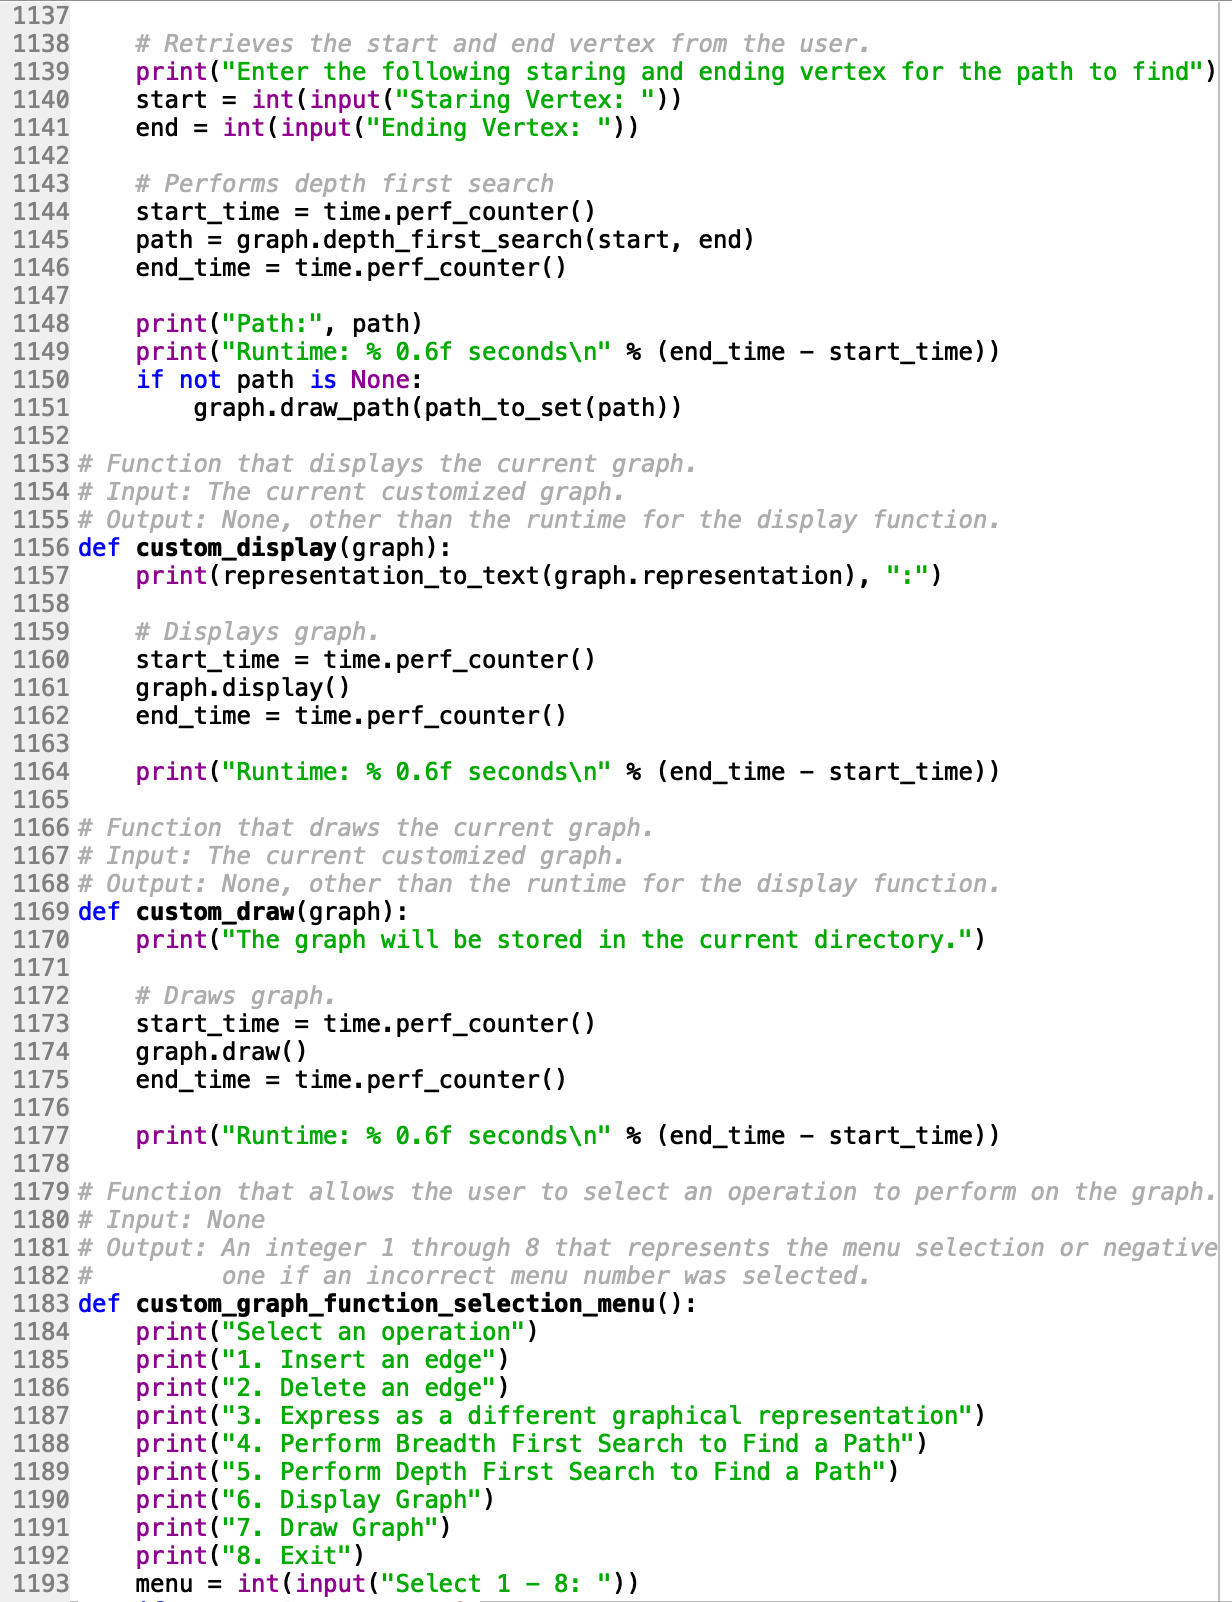 1137
1138 # Retrieves the start and end vertex from the user.
1139 print("Enter the following staring and ending vertex for the path to find")
1140 start = int(input("Staring Vertex: "))
1141 end = int(input("Ending Vertex: "))
1142
1143 # Performs depth first search
1144 start_time = time.perf_counter()
1145 path = graph.depth_first_search(start, end)
1146 end_time = time.perf_counter()
1147
1148 print("Path:", path)
1149 print("Runtime: % 0.6f seconds\n" % (end_time - start_time))
1150 if not path is None:
1151 graph.draw_path(path_to_set(path))
1152
1153 # Function that displays the current graph.
1154 # Input: The current customized graph.
1155 # Output: None, other than the runtime for the display function.
1156 def custom_display(graph):
1157 print(representation_to_text(graph.representation), ":")
1158
1159 # Displays graph.
1160 start_time = time.perf_counter()
1161 graph.display()
1162 end_time = time.perf_counter()
1163
1164 print("Runtime: % 0.6f seconds\n" % (end_time - start_time))
1165
1166 # Function that draws the current graph.
1167 # Input: The current customized graph.
1168 # Output: None, other than the runtime for the display function.
1169 def custom_draw(graph):
1170 print("The graph will be stored in the current directory.")
1171
1172 # Draws graph.
1173 start_time = time.perf_counter()
1174 graph.draw()
1175 end_time = time.perf_counter()
1176
1177 print("Runtime: % 0.6f seconds\n" % (end_time - start_time))
1178
1179 # Function that allows the user to select an operation to perform on the graph.
1180 # Input: None
1181 # Output: An integer 1 through 8 that represents the menu selection or negative
1182 # one if an incorrect menu number was selected.
1183 def custom_graph_function_selection_menu():
1184 print("Select an operation")
1185 print("1. Insert an edge")
1186 print("2. Delete an edge")
1187 print("3. Express as a different graphical representation")
1188 print("4. Perform Breadth First Search to Find a Path")
1189 print("5. Perform Depth First Search to Find a Path")
1190 print("6. Display Graph")
1191 print("7. Draw Graph")
1192 print("8. Exit")
1193 menu = int(input("Select 1 - 8: "))